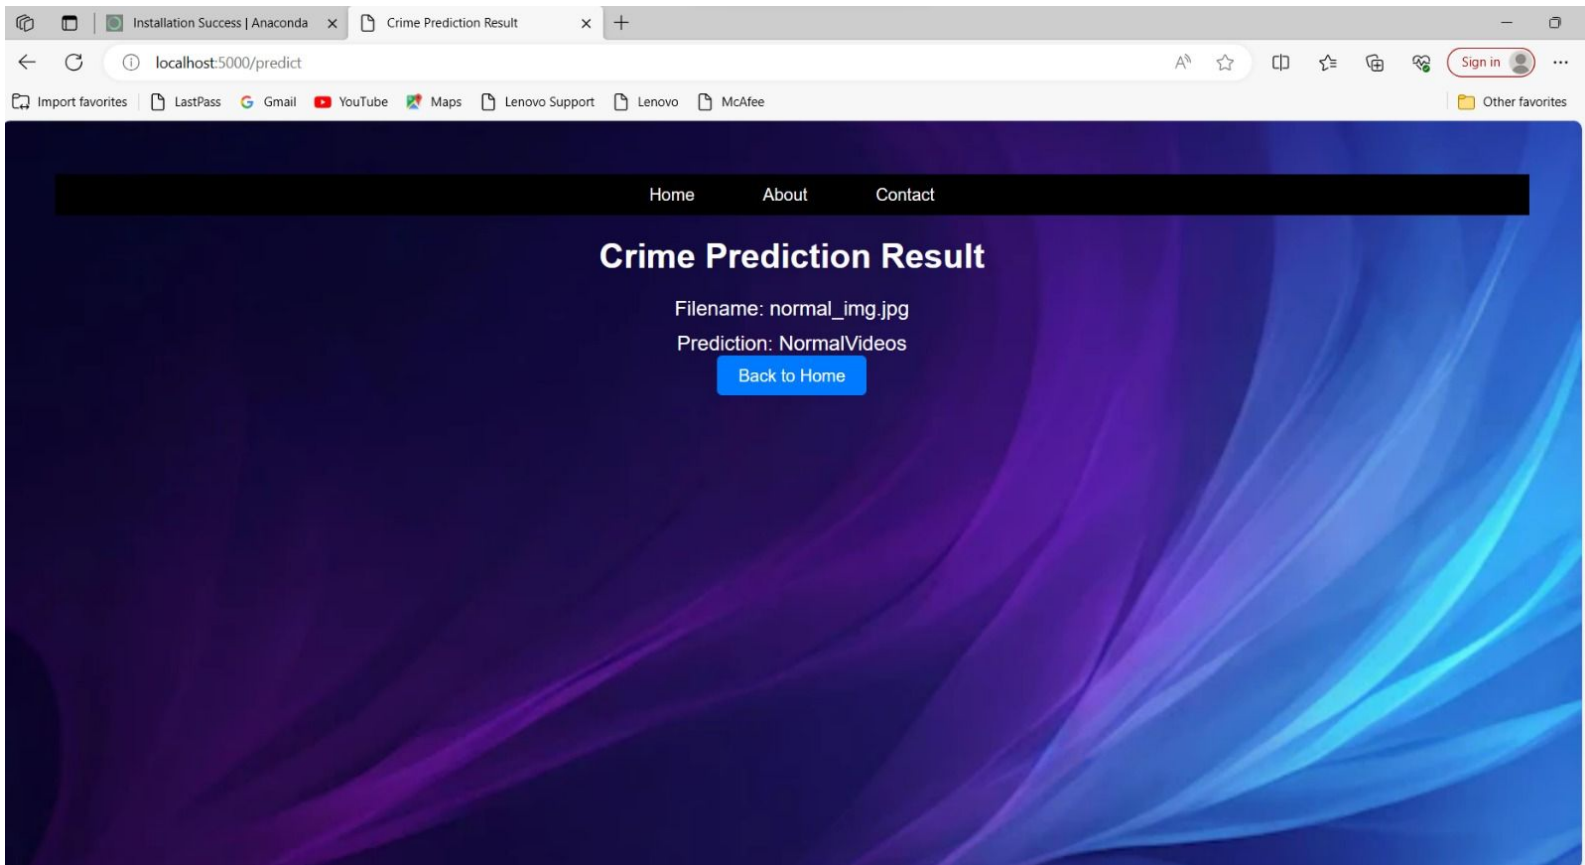 Installation Success | Anaconda
Crime Prediction Result
localhost:5000/predict
Sign in
Import favorites LastPass Gmail YouTube Maps Lenovo Support Lenovo McAfee Other favorites
Home About Contact
Crime Prediction Result
Filename: normal_img.jpg
Prediction: NormalVideos
Back to Home